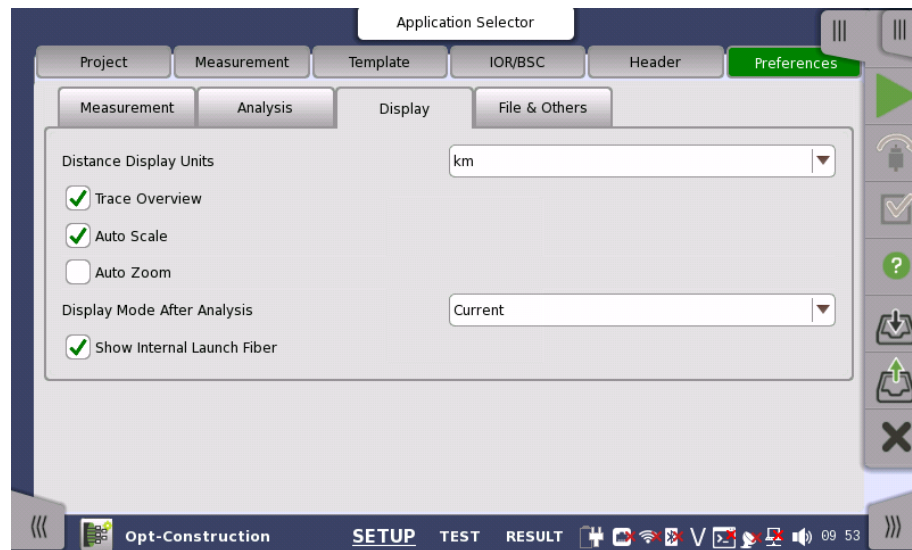 Application Selector
Project Measurement Template IOR/BSC Header Preferences
Measurement Analysis Display File & Others
Distance Display Units km
Trace Overview
Auto Scale
Auto Zoom
Display Mode After Analysis Current
Show Internal Launch Fiber
Opt-Construction SETUP TEST RESULT V 09 53